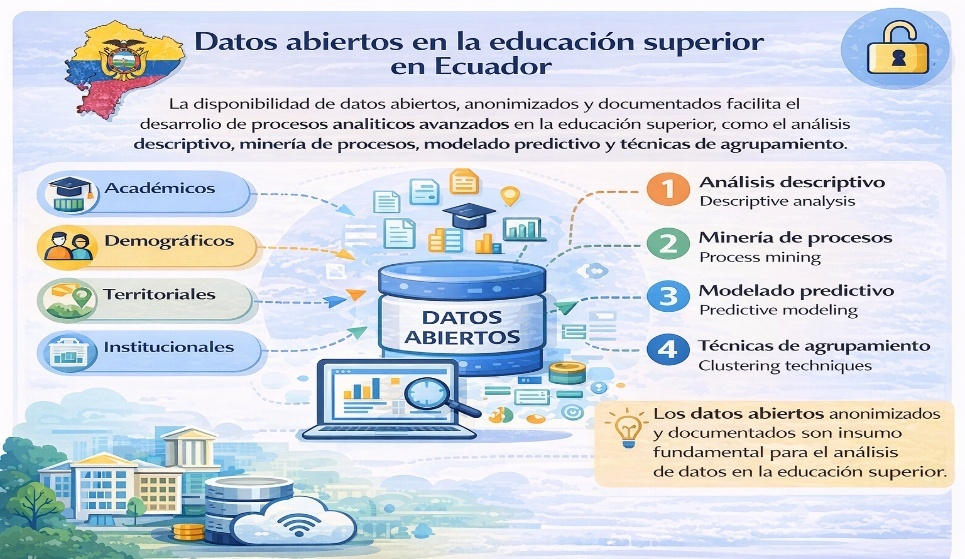 Datos abiertos en la educación superior
en Ecuador
La disponibilidad de datos abiertos, anonimizados y documentados facilita el
desarrolio de procesos analiticos avanzados en la educación superior, como el análisis
descriptivo, minería de procesos, modelado predictivo y técnicas de agrupamiento.
Académicos
Demográficos
Territoriales
Institucionales
DATOS
ABIERTOS
1 Análisis descriptivo
Descriptive analysis
2 Minería de procesos
Process mining
3 Modelado predictivo
Predictive modeling
4 Técnicas de agrupamiento
Clustering techniques
Los datos abiertos anonimizados
y documentados son insumo
fundamental para el análisis
de datos en la educación superior.